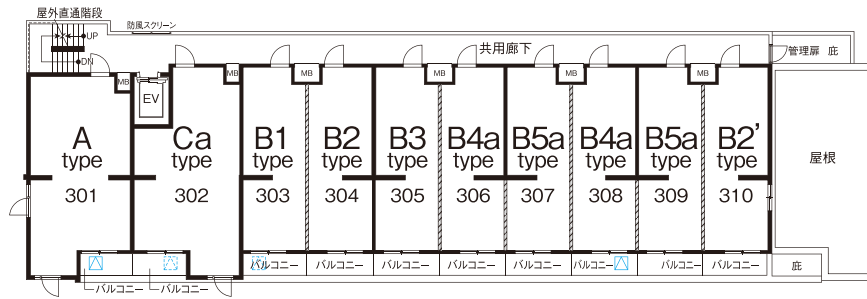 屋外直通階段
防風スクリーン
UP
DN
共用廊下
管理扉 庇
MB
EV
MB
MB
MB
MB
MB
A
type
301
Ca
type
302
B1
type
303
B2
type
304
B3
type
305
B4a
type
306
B5a
type
307
B4a
type
308
B5a
type
309
B2’
type
310
屋根
バルコニー
バルコニー
バルコニー
バルコニー
バルコニー
バルコニー
バルコニー
バルコニー
バルコニー
バルコニー
庇